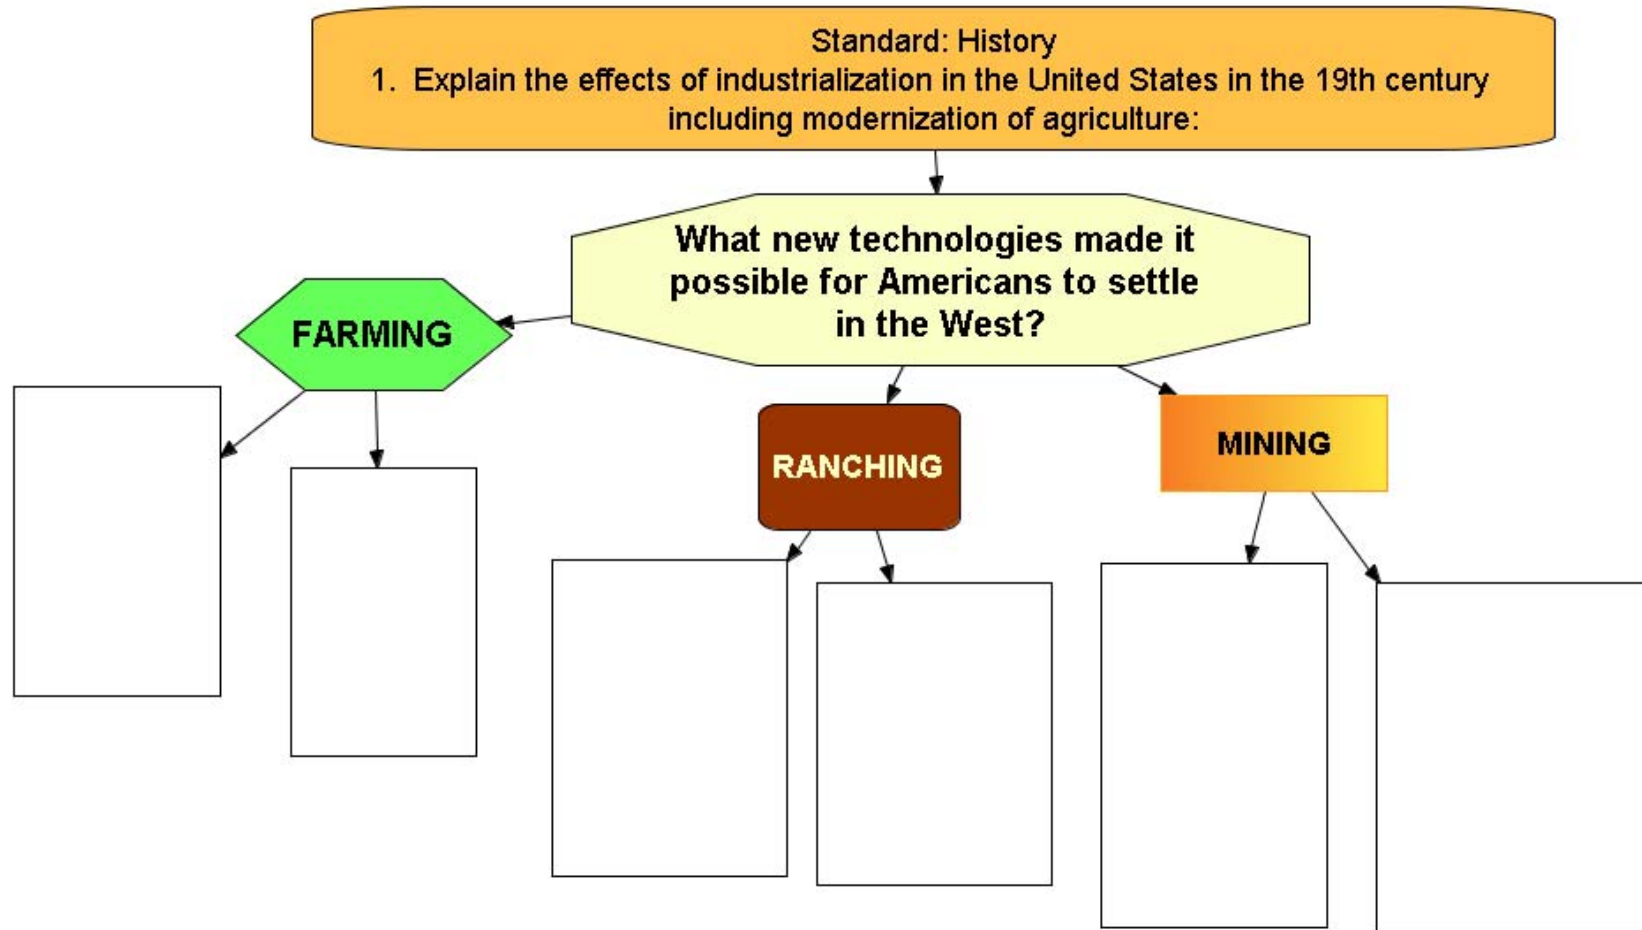 Standard: History
1. Explain the effects of industrialization in the United States in the 19th century
including modernization of agriculture:
What new technologies made it
possible for Americans to settle
in the West?
FARMING
RANCHING
MINING